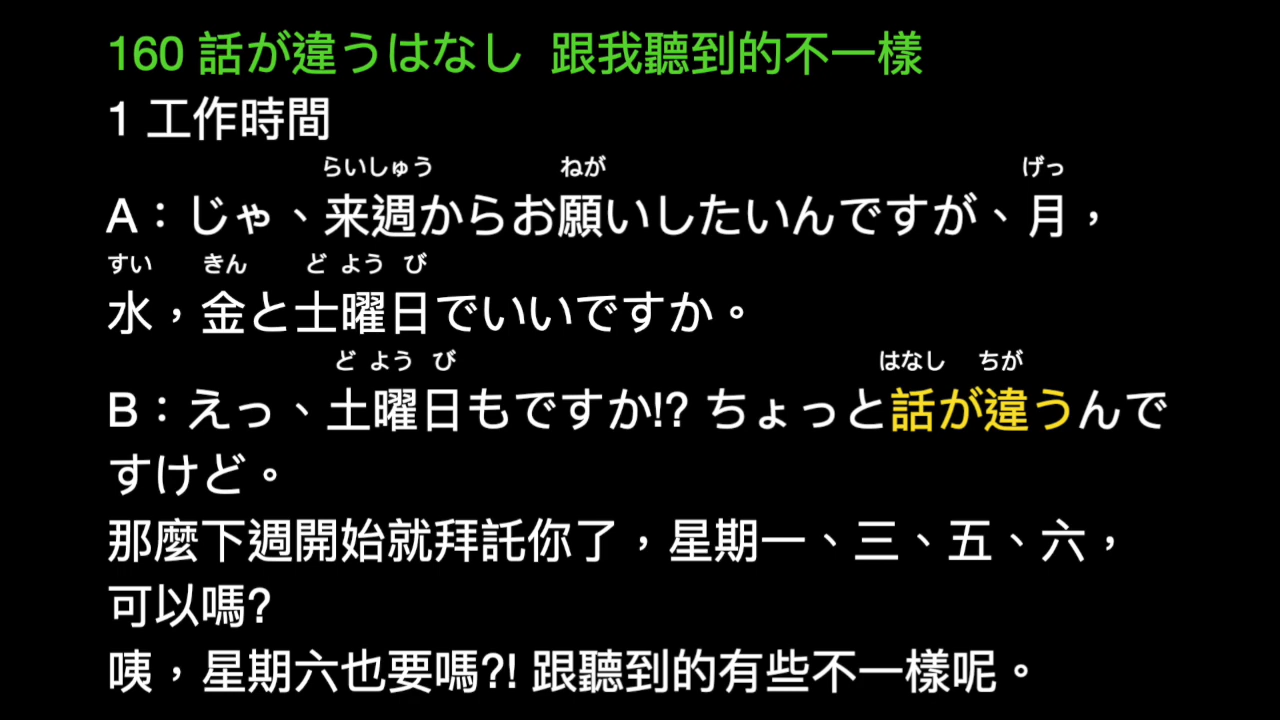 160 話が違うはなし 跟我聽到的不一樣
1 工作時間
らいしゅう ねが げっ
A：じゃ、来週からお願いしたいんですが、月，
すい きん ど よう び
水，金と土曜日でいいですか。
ど よう び はなし ちが
B：えっ、土曜日もですか!? ちょっと話が違うんで
すけど。
那麼下週開始就拜託你了，星期一、三、五、六，
可以嗎?
咦，星期六也要嗎?! 跟聽到的有些不一樣呢。